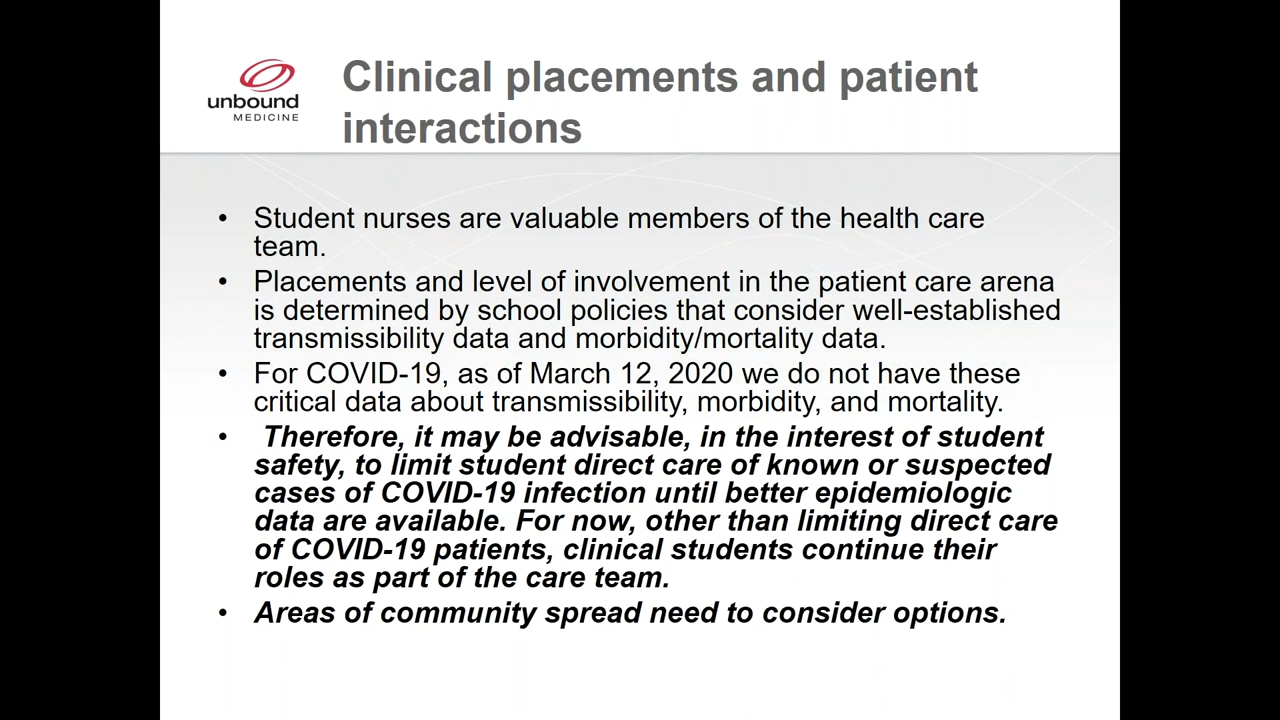 unbound
MEDICINE
Clinical placements and patient
interactions
• Student nurses are valuable members of the health care
team.
• Placements and level of involvement in the patient care arena
is determined by school policies that consider well-established
transmissibility data and morbidity/mortality data.
• For COVID-19, as of March 12, 2020 we do not have these
critical data about transmissibility, morbidity, and mortality.
• Therefore, it may be advisable, in the interest of student
safety, to limit student direct care of known or suspected
cases of COVID-19 infection until better epidemiologic
data are available. For now, other than limiting direct care
of COVID-19 patients, clinical students continue their
roles as part of the care team.
• Areas of community spread need to consider options.